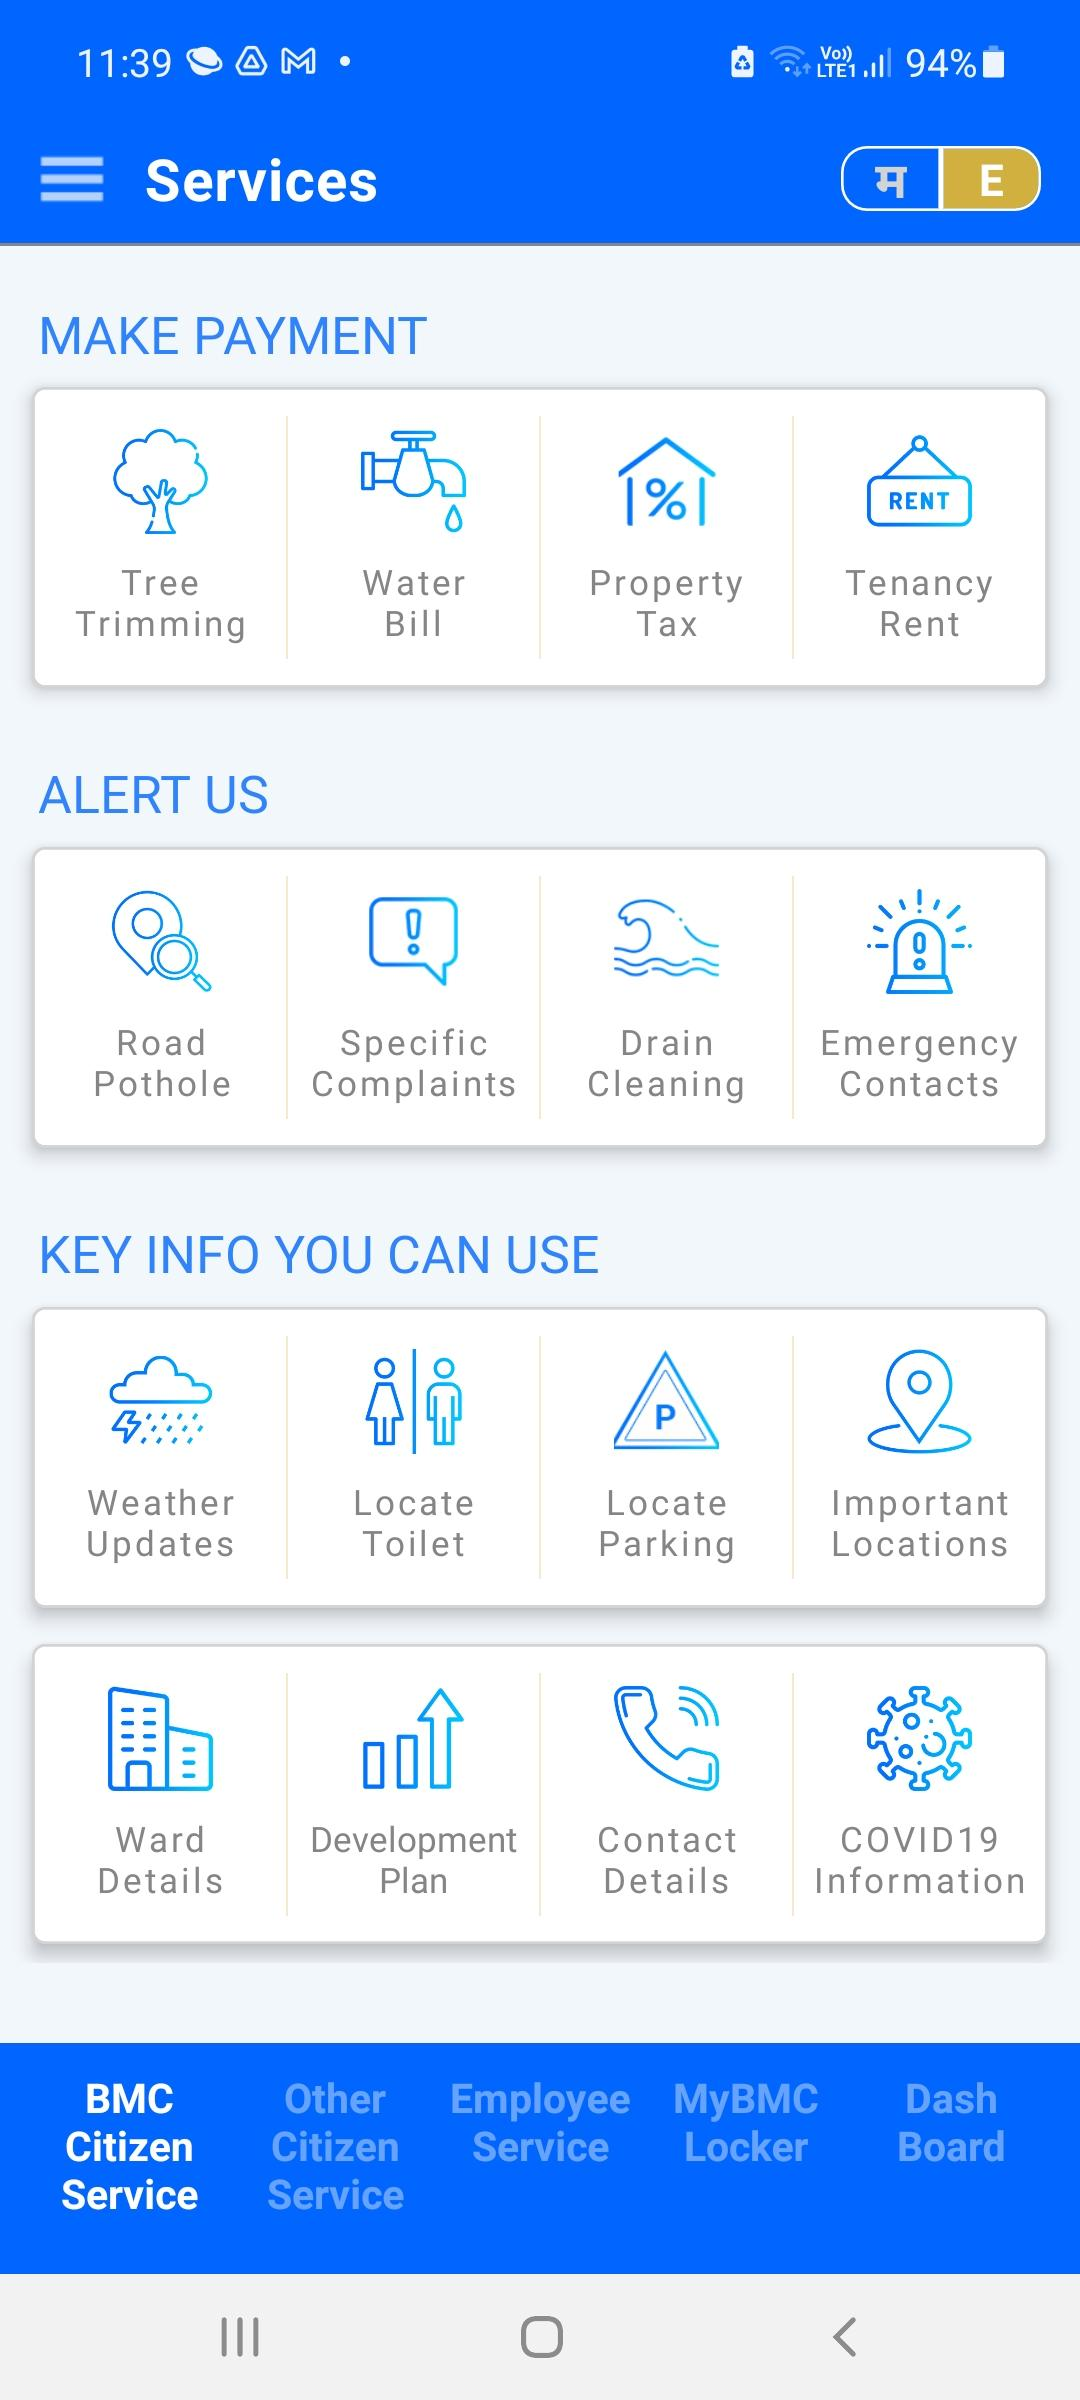 11:39
Vo)) LTE1 94%
Services
म E
MAKE PAYMENT
RENT
Tree Trimming
Water Bill
Property Tax
Tenancy Rent
ALERT US
Road Pothole
Specific Complaints
Drain Cleaning
Emergency Contacts
KEY INFO YOU CAN USE
P
Weather Updates
Locate Toilet
Locate Parking
Important Locations
Ward Details
Development Plan
Contact Details
COVID19 Information
BMC Citizen Service
Other Citizen Service
Employee Service
MyBMC Locker
Dash Board